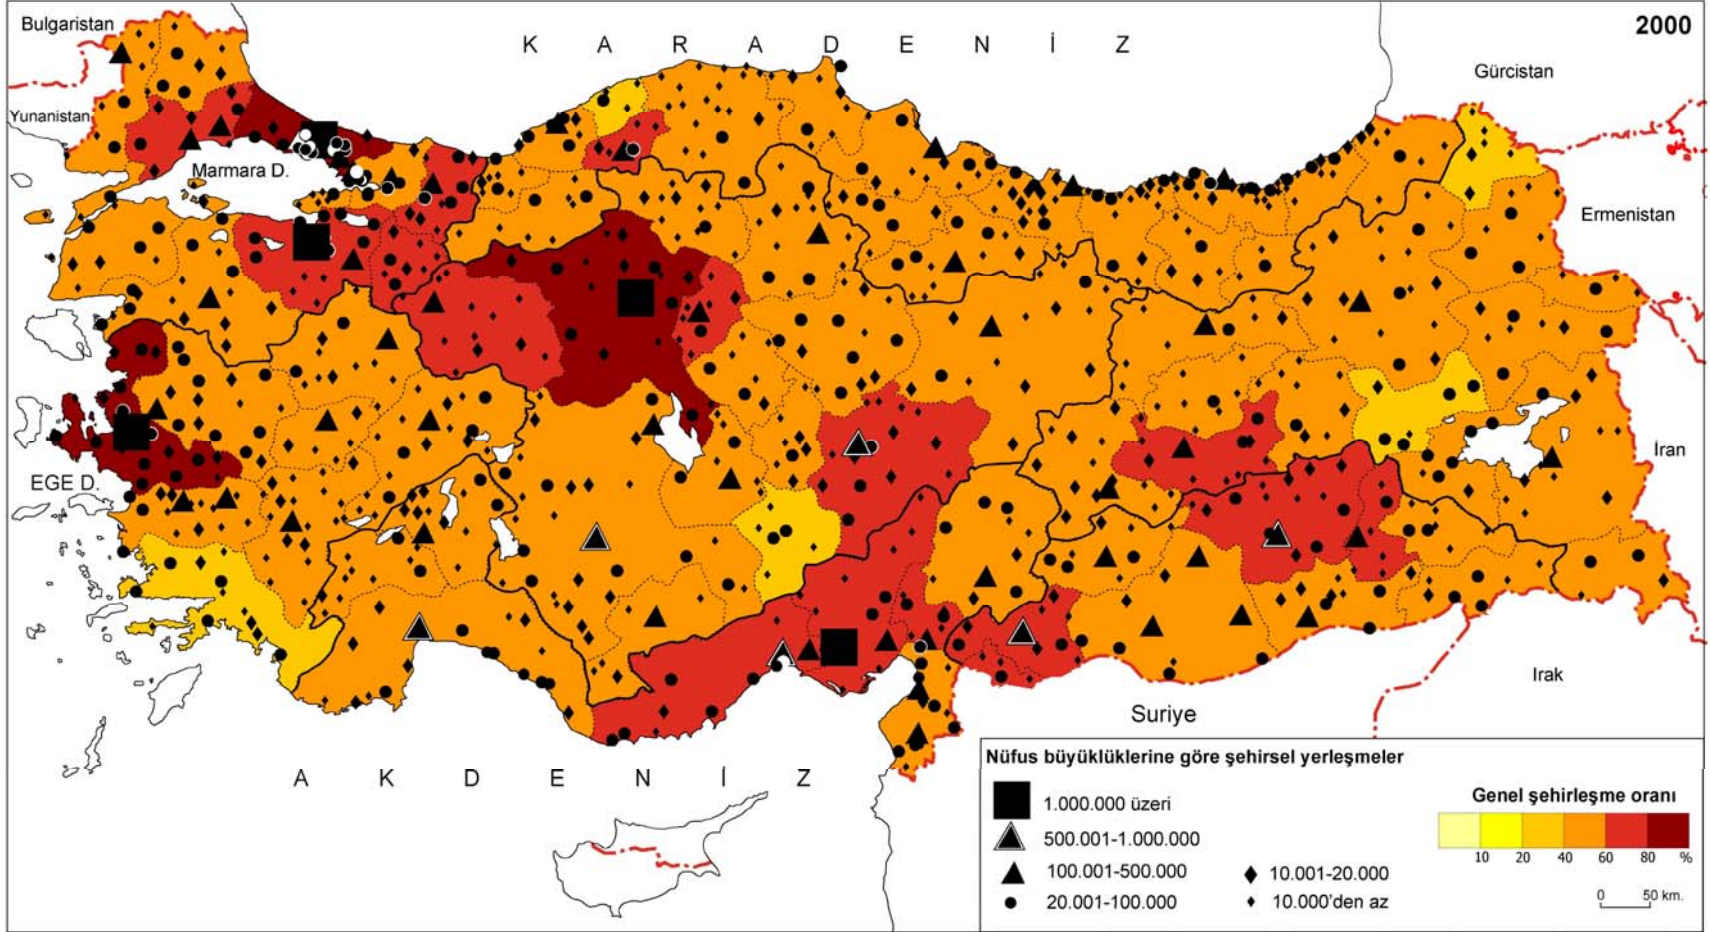 Bulgaristan
2000
K A R A D E N İ Z
Gürcistan
Yunanistan
Marmara D.
Ermenistan
İran
EGE D.
Irak
Suriye
A K D E N İ Z
Nüfus büyüklüklerine göre şehirsel yerleşmeler
1.000.000 üzeri
500.001-1.000.000
100.001-500.000
20.001-100.000
10.001-20.000
10.000'den az
Genel şehirleşme oranı
10 20 40 60 80 %
0 50 km.